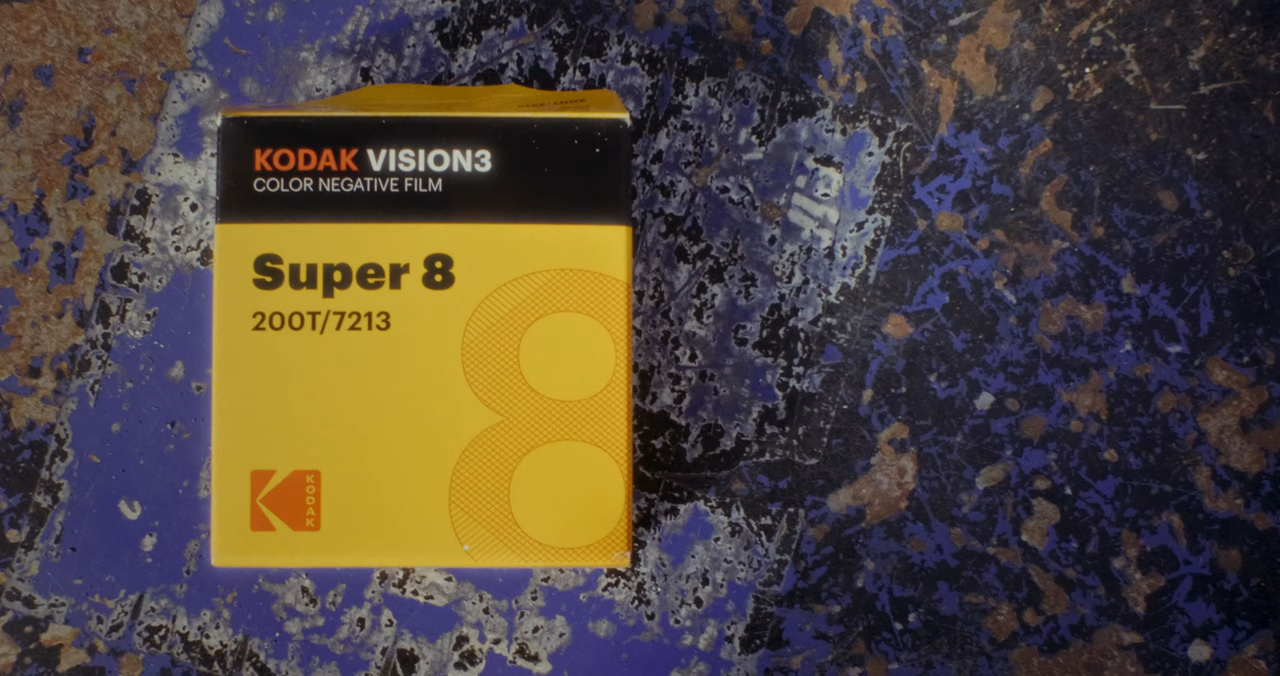 KODAK VISION3
COLOR NEGATIVE FILM
Super 8
200T/7213
8
KODAK